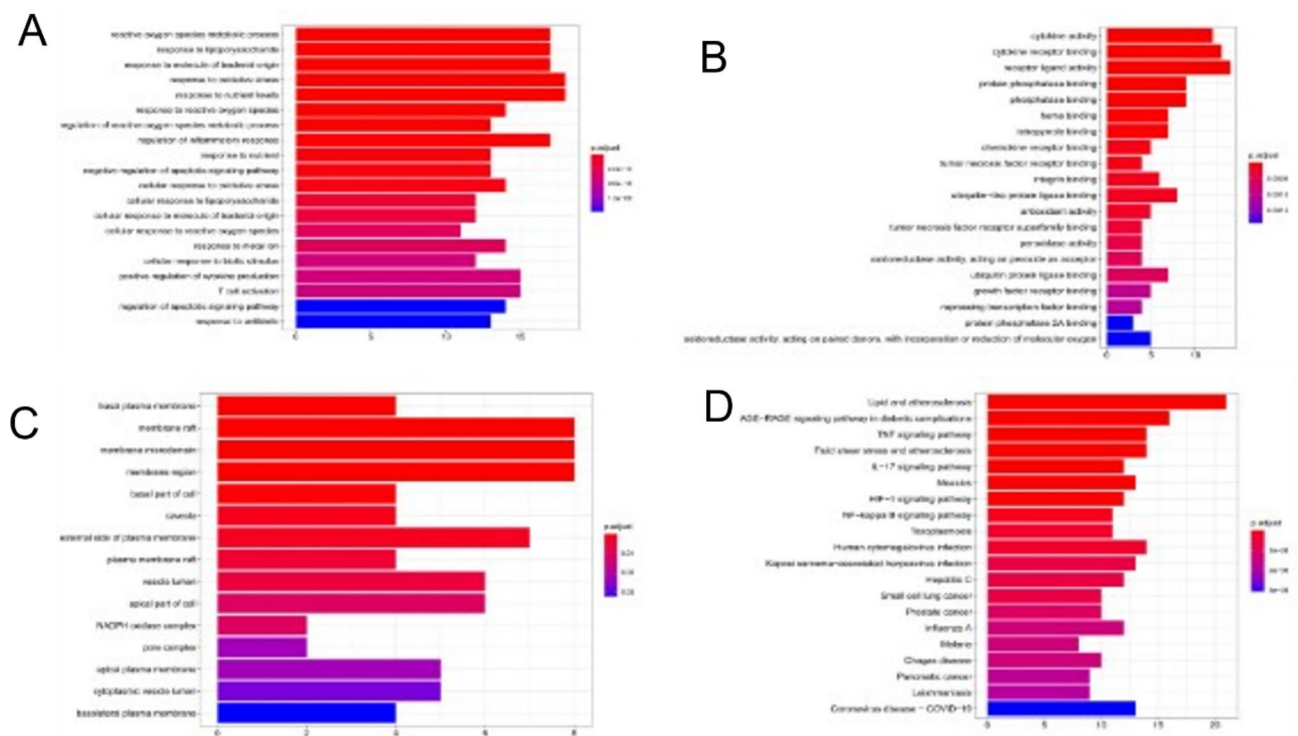 A
reactive oxygen species metabolic process
response to lipopolysaccharide
response to molecule of bacterial origin
response to oxidative stress
response to nutrient levels
response to reactive oxygen species
regulation of reactive oxygen species metabolic process
regulation of inflammatory response
response to nutrient
negative regulation of apoptotic signaling pathway
cellular response to oxidative stress
cellular response to lipopolysaccharide
cellular response to molecule of bacterial origin
cellular response to reactive oxygen species
response to metal ion
cellular response to biotic stimulus
positive regulation of cytokine production
T cell activation
regulation of apoptotic signaling pathway
response to antibiotic
0 5 10 15
p.adjust
B
cytokine activity
cytokine receptor binding
receptor ligand activity
protein phosphatase binding
phosphatase binding
heme binding
tetrapyrrole binding
chemokine receptor binding
tumor necrosis factor receptor binding
integrin binding
ubiquitin-like protein ligase binding
antioxidant activity
tumor necrosis factor receptor superfamily binding
peroxidase activity
oxidoreductase activity, acting on peroxide as acceptor
ubiquitin protein ligase binding
growth factor receptor binding
repressing transcription factor binding
protein phosphatase 2A binding
oxidoreductase activity, acting on paired donors, with incorporation or reduction of molecular oxygen
0 5 10
p.adjust
C
basal plasma membrane
membrane raft
membrane microdomain
membrane region
basal part of cell
caveola
external side of plasma membrane
plasma membrane raft
vesicle lumen
apical part of cell
NADPH oxidase complex
pore complex
apical plasma membrane
cytoplasmic vesicle lumen
basolateral plasma membrane
0 2 4 6 8
p.adjust
D
Lipid and atherosclerosis
AGE-RAGE signaling pathway in diabetic complications
TNF signaling pathway
Fluid shear stress and atherosclerosis
IL-17 signaling pathway
Measles
HIF-1 signaling pathway
NF-kappa B signaling pathway
Toxoplasmosis
Human cytomegalovirus infection
Kaposi sarcoma-associated herpesvirus infection
Hepatitis C
Small cell lung cancer
Prostate cancer
Influenza A
Malaria
Chagas disease
Pancreatic cancer
Leishmaniasis
Coronavirus disease - COVID-19
0 5 10 15 20
p.adjust